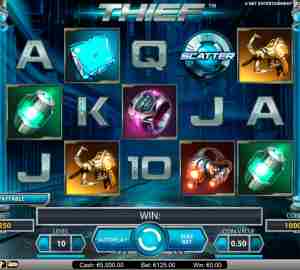 THIEF™
A NET ENTERTAINMENT
A Q SCATTER
K J A
J 10
PAYTABLE
WIN:
LEVEL
10
AUTOPLAY
MAX BET
COIN VALUE
0.50
Cash: €5,000.00 Bet: €125.00 Win: €0.00